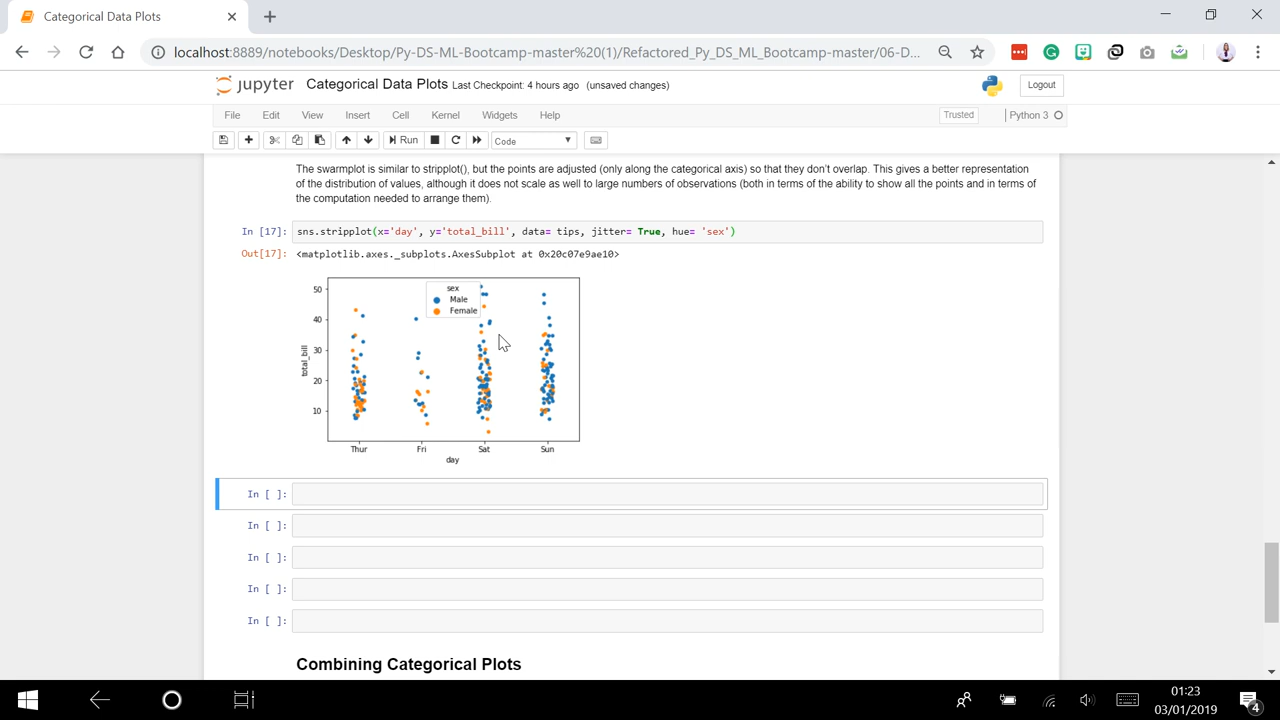 Categorical Data Plots
localhost:8889/notebooks/Desktop/Py-DS-ML-Bootcamp-master%20(1)/Refactored_Py_DS_ML_Bootcamp-master/06-D...
jupyter Categorical Data Plots Last Checkpoint: 4 hours ago (unsaved changes) Logout
File Edit View Insert Cell Kernel Widgets Help Trusted Python 3
Run Code
The swarmplot is similar to stripplot(), but the points are adjusted (only along the categorical axis) so that they don't overlap. This gives a better representation
of the distribution of values, although it does not scale as well to large numbers of observations (both in terms of the ability to show all the points and in terms of
the computation needed to arrange them).
In [17]: sns.stripplot(x='day', y='total_bill', data= tips, jitter= True, hue= 'sex')
Out[17]: <matplotlib.axes._subplots.AxesSubplot at 0x20c07e9ae10>
sex
Male
Female
50
40
30
20
10
total_bill
Thur Fri Sat Sun
day
In [ ]:
In [ ]:
In [ ]:
In [ ]:
In [ ]:
Combining Categorical Plots
01:23
03/01/2019
4